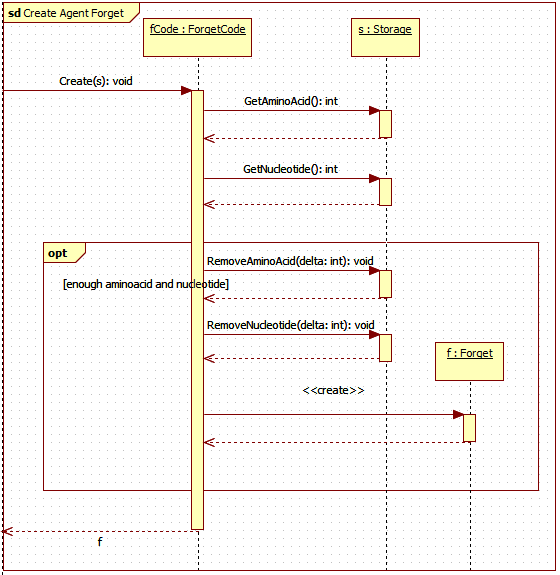 sd Create Agent Forget
fCode : ForgetCode
s : Storage
Create(s): void
GetAminoAcid(): int
GetNucleotide(): int
opt
RemoveAminoAcid(delta: int): void
[enough aminoacid and nucleotide]
RemoveNucleotide(delta: int): void
f : Forget
<<create>>
f